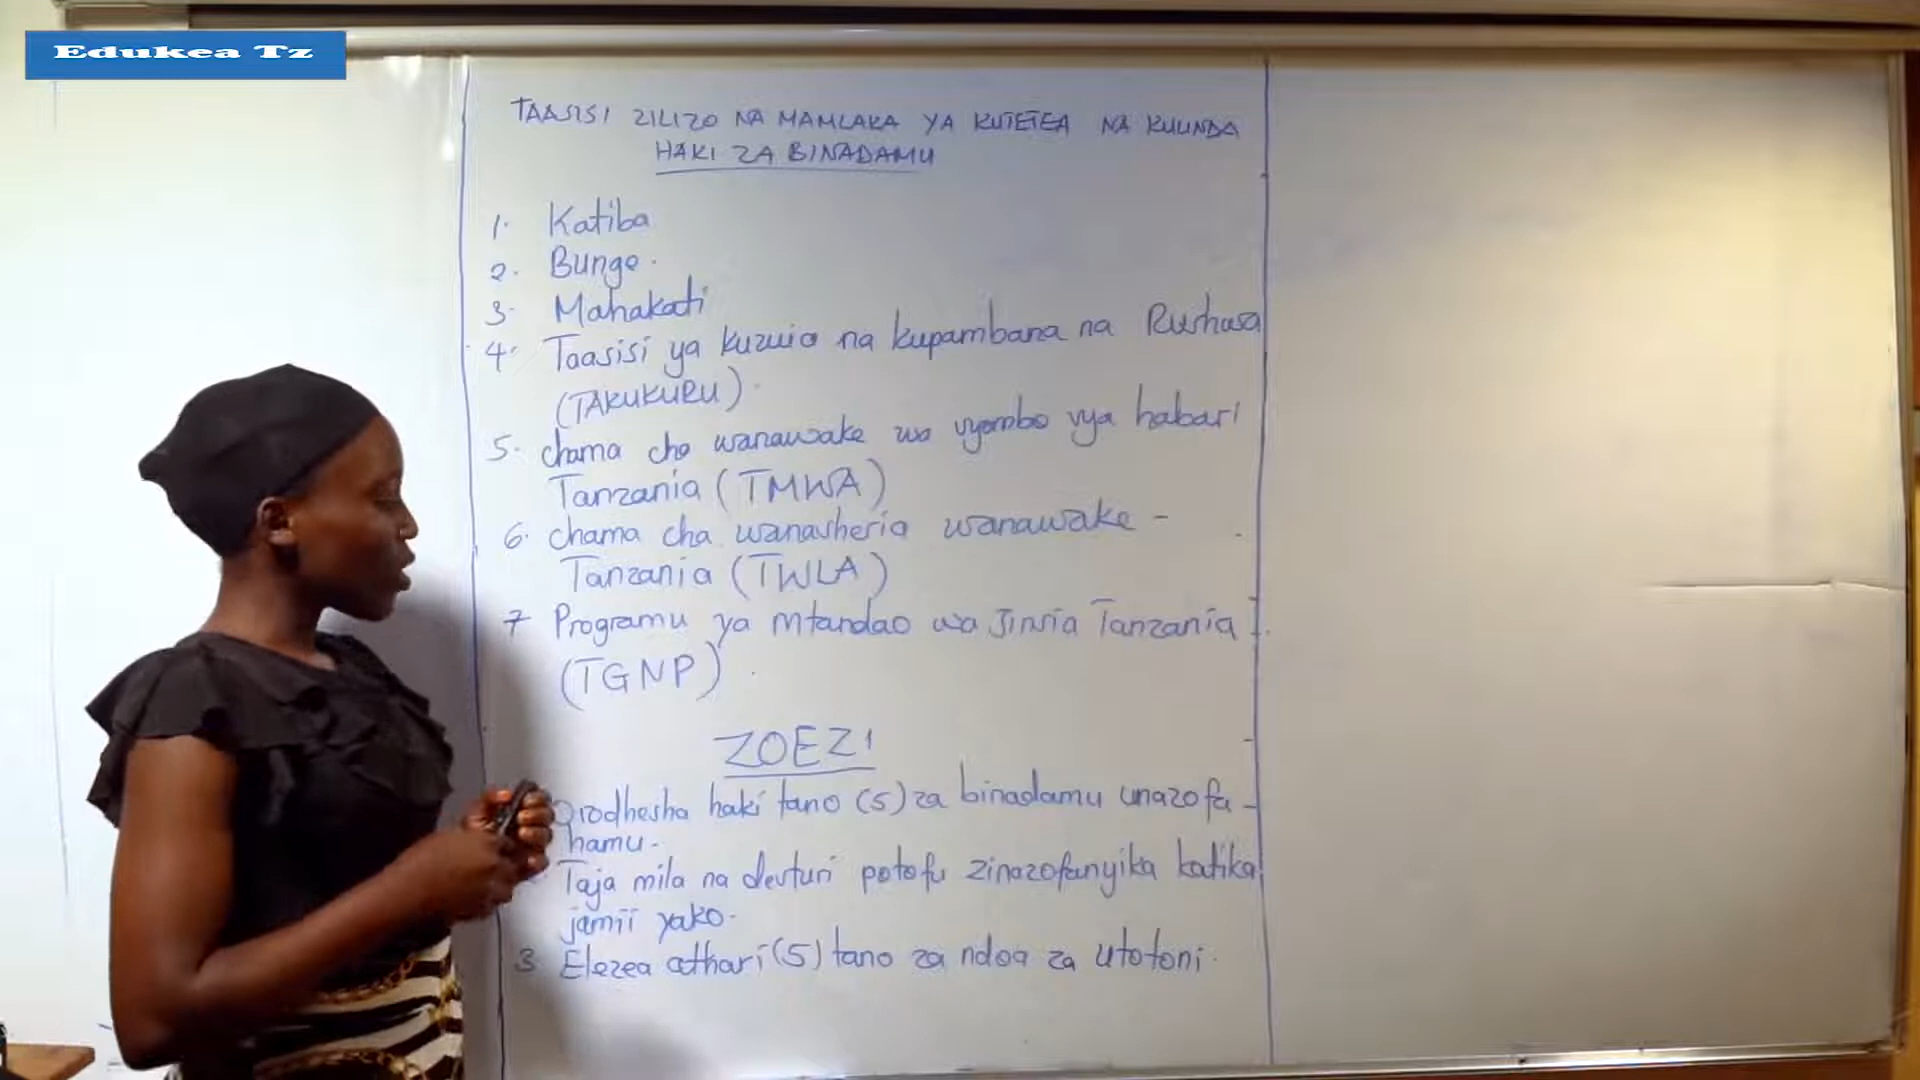 Edukea Tz
TAASISI ZILIZO NA MAMLAKA YA KUTETEA NA KUUNDA
HAKI ZA BINADAMU
1. Katiba
2. Bunge.
3. Mahakati
4. Taasisi ya kuzuia na kupambana na Rushwa
(TAKUKURU).
5. chama cha wanawake wa vyombo vya habari
Tanzania (TMWA)
6. chama cha wanasheria wanawake -
Tanzania (TWLA)
7 Programu ya mtandao wa Jinsia Tanzania
(TGNP).
ZOEZI
Orodhesha haki tano (5) za binadamu unazofa-
hamu.
Taja mila na desturi potofu zinazofanyika katika
jamii yako.
3 Elezea athari (5) tano za ndoa za utotoni.